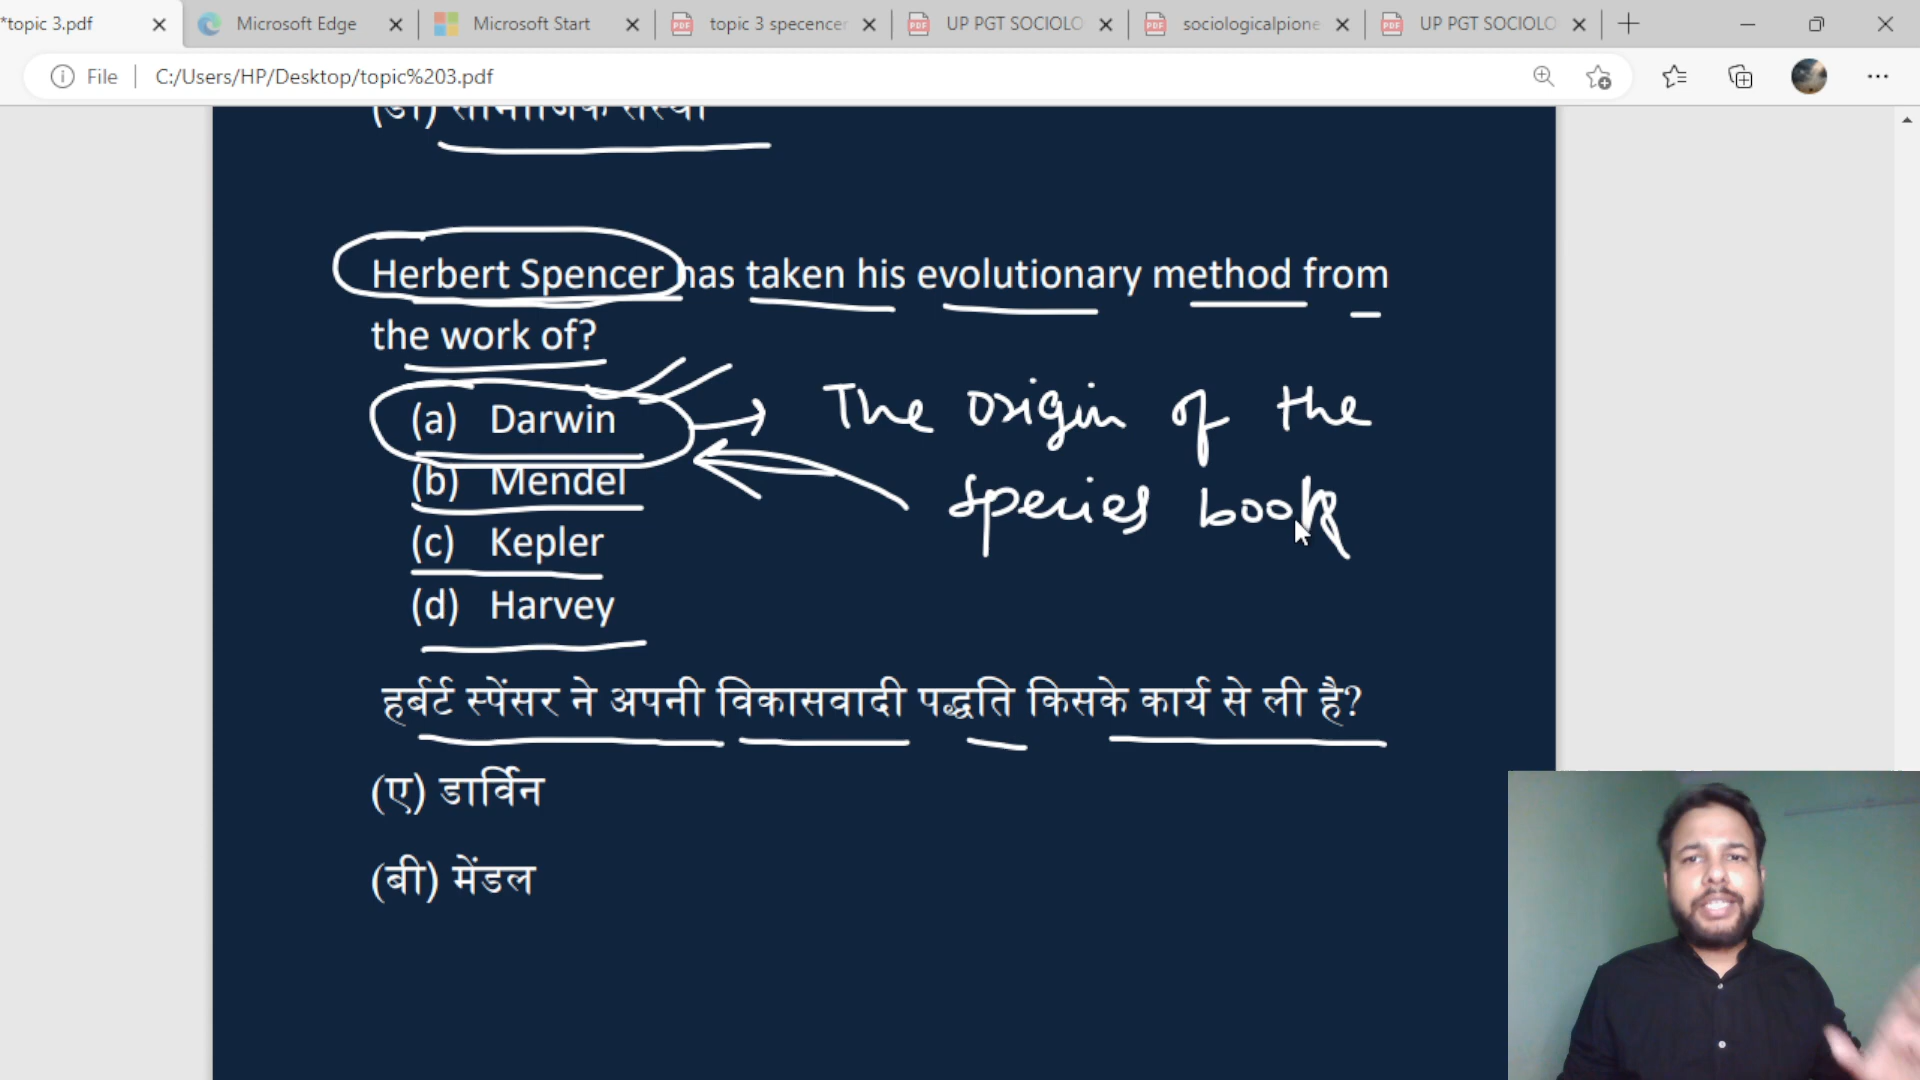 *topic 3.pdf
Microsoft Edge
Microsoft Start
topic 3 specencer
UP PGT SOCIOLO
sociologicalpione
UP PGT SOCIOLO
File
C:/Users/HP/Desktop/topic%203.pdf
(डी) सामाजिक संस्था
Herbert Spencer has taken his evolutionary method from
the work of?
(a) Darwin
The origin of the
(b) Mendel
species book
(c) Kepler
(d) Harvey
हर्बर्ट स्पेंसर ने अपनी विकासवादी पद्धति किसके कार्य से ली है?
(ए) डार्विन
(बी) मेंडल